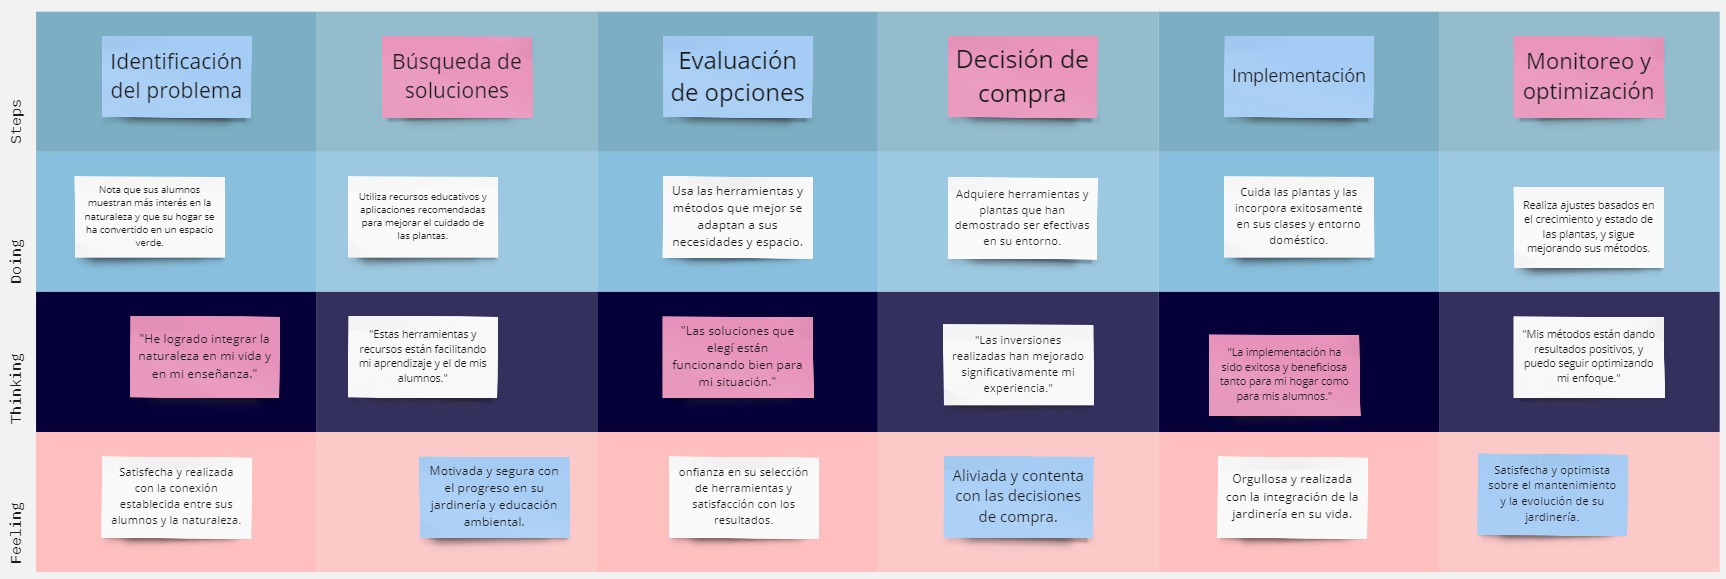 Steps
Identificación
del problema
Búsqueda de
soluciones
Evaluación
de opciones
Decisión de
compra
Implementación
Monitoreo y
optimización
Doing
Nota que sus alumnos
muestran más interés en la
naturaleza y que su hogar se
ha convertido en un espacio
verde.
Utiliza recursos educativos y
aplicaciones recomendadas
para mejorar el cuidado de
las plantas.
Usa las herramientas y
métodos que mejor se
adaptan a sus
necesidades y espacio.
Adquiere herramientas y
plantas que han
demostrado ser efectivas
en su entorno.
Cuida las plantas y las
incorpora exitosamente
en sus clases y entorno
doméstico.
Realiza ajustes basados en
el crecimiento y estado de
las plantas, y sigue
mejorando sus métodos.
Thinking
"He logrado integrar la
naturaleza en mi vida y
en mi enseñanza."
"Estas herramientas y
recursos están facilitando
mi aprendizaje y el de mis
alumnos."
"Las soluciones que
elegí están
funcionando bien para
mi situación."
"Las inversiones
realizadas han mejorado
significativamente mi
experiencia."
"La implementación ha
sido exitosa y beneficiosa
tanto para mi hogar como
para mis alumnos."
"Mis métodos están dando
resultados positivos, y
puedo seguir optimizando
mi enfoque."
Feeling
Satisfecha y realizada
con la conexión
establecida entre sus
alumnos y la naturaleza.
Motivada y segura con
el progreso en su
jardinería y educación
ambiental.
onfianza en su selección
de herramientas y
satisfacción con los
resultados.
Aliviada y contenta
con las decisiones
de compra.
Orgullosa y realizada
con la integración de la
jardinería en su vida.
Satisfecha y optimista
sobre el mantenimiento
y la evolución de su
jardinería.